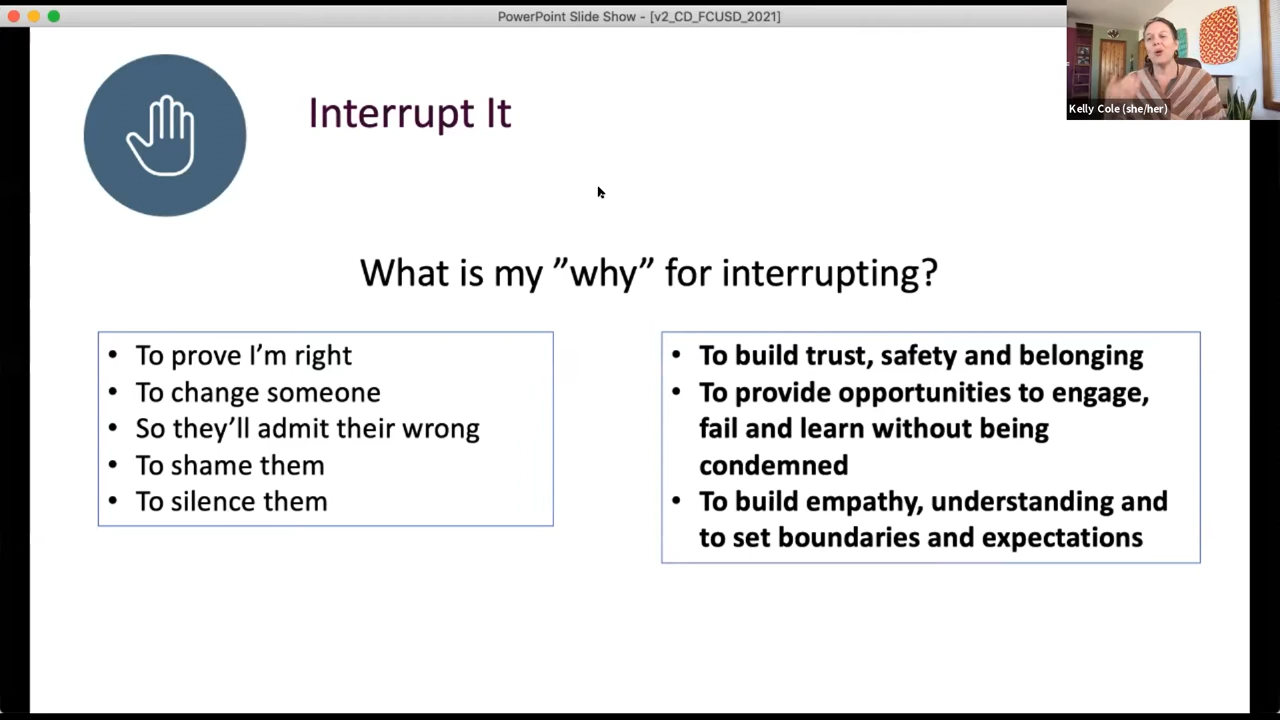 PowerPoint Slide Show - [v2_CD_FCUSD_2021]
Kelly Cole (she/her)
Interrupt It
What is my ”why” for interrupting?
• To prove I’m right
• To change someone
• So they’ll admit their wrong
• To shame them
• To silence them
• To build trust, safety and belonging
• To provide opportunities to engage,
fail and learn without being
condemned
• To build empathy, understanding and
to set boundaries and expectations